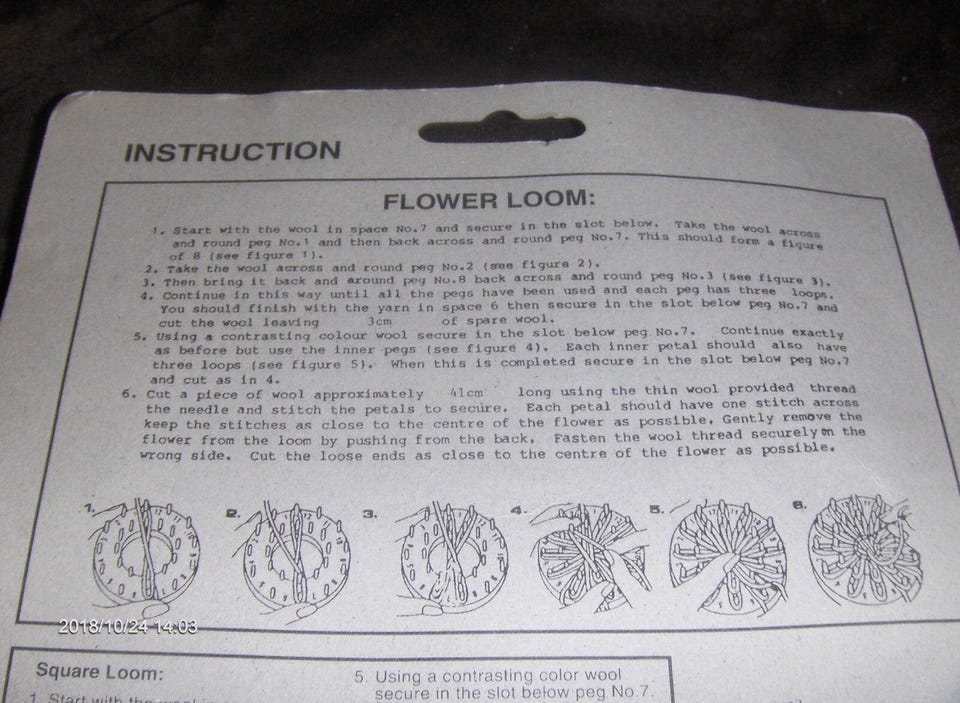 INSTRUCTION
FLOWER LOOM:
1. Start with the wool in space No.7 and secure in the slot below. Take the wool across
and round peg No.1 and then back across and round peg No.7. This should form a figure
of 8 (see figure 1).
2. Take the wool across and round peg No.2 (see figure 2).
3. Then bring it back and around peg No.8 back across and round peg No.3 (see figure 3).
4. Continue in this way until all the pegs have been used and each peg has three loops.
You should finish with the yarn in space 6 then secure in the slot below peg No.7 and
cut the wool leaving 3cm of spare wool.
5. Using a contrasting colour wool secure in the slot below peg No.7. Continue exactly
as before but use the inner pegs (see figure 4). Each inner petal should also have
three loops (see figure 5). When this is completed secure in the slot below peg No.7
and cut as in 4.
6. Cut a piece of wool approximately 41cm long using the thin wool provided thread
the needle and stitch the petals to secure. Each petal should have one stitch across
keep the stitches as close to the centre of the flower as possible. Gently remove the
flower from the loom by pushing from the back. Fasten the wool thread securely on the
wrong side. Cut the loose ends as close to the centre of the flower as possible.
1. 2. 3. 4. 5. 6.
2018/10/24 14:03
Square Loom:
1. Start with the wool in
5. Using a contrasting color wool
secure in the slot below peg No.7.